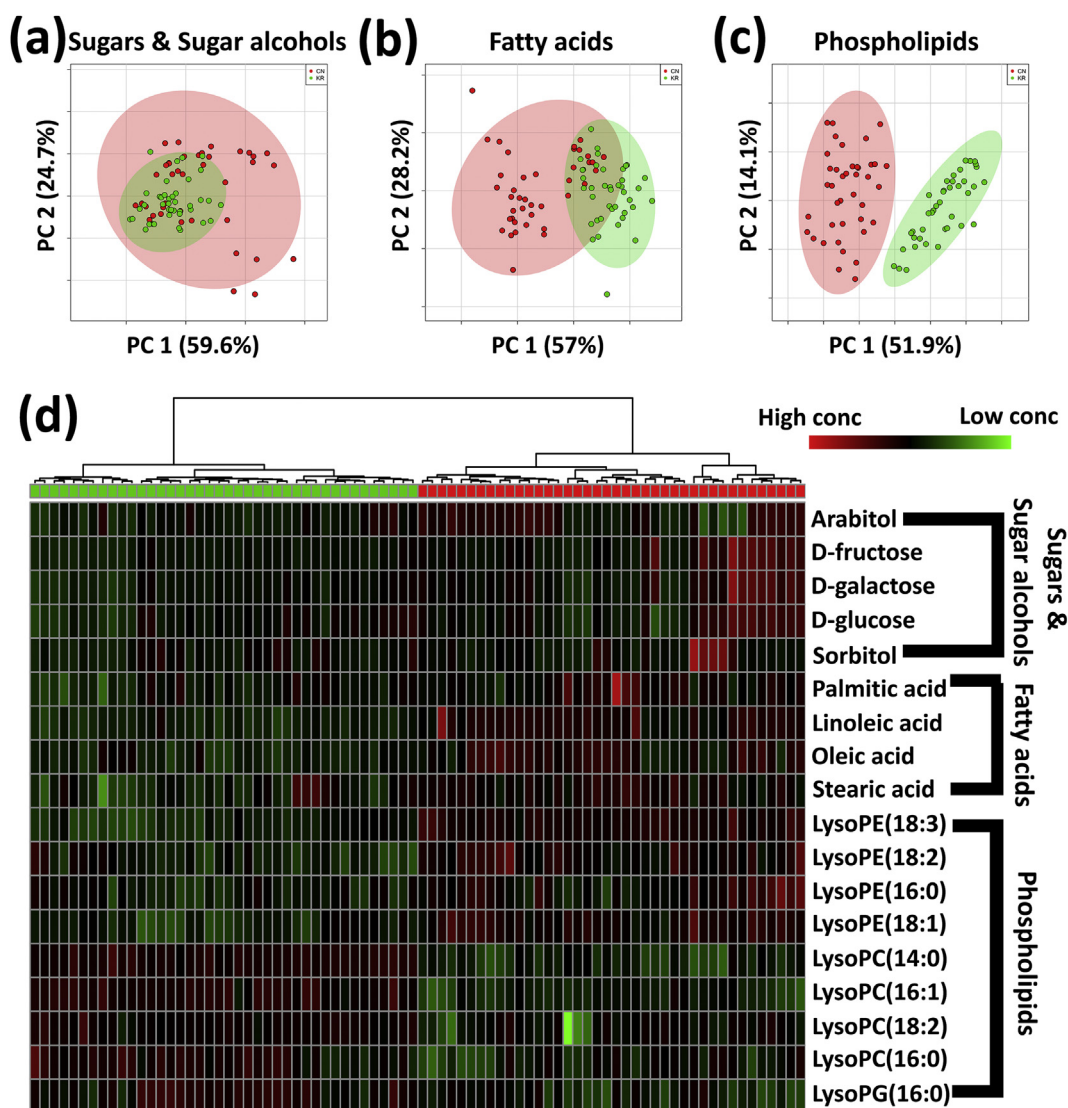 (a) Sugars & Sugar alcohols
CN
KR
PC 2 (24.7%)
PC 1 (59.6%)
(b) Fatty acids
CN
KR
PC 2 (28.2%)
PC 1 (57%)
(c) Phospholipids
CN
KR
PC 2 (14.1%)
PC 1 (51.9%)
(d)
High conc
Low conc
Arabitol
D-fructose
D-galactose
D-glucose
Sorbitol
Palmitic acid
Linoleic acid
Oleic acid
Stearic acid
LysoPE(18:3)
LysoPE(18:2)
LysoPE(16:0)
LysoPE(18:1)
LysoPC(14:0)
LysoPC(16:1)
LysoPC(18:2)
LysoPC(16:0)
LysoPG(16:0)
Sugars &
Sugar alcohols
Fatty acids
Phospholipids